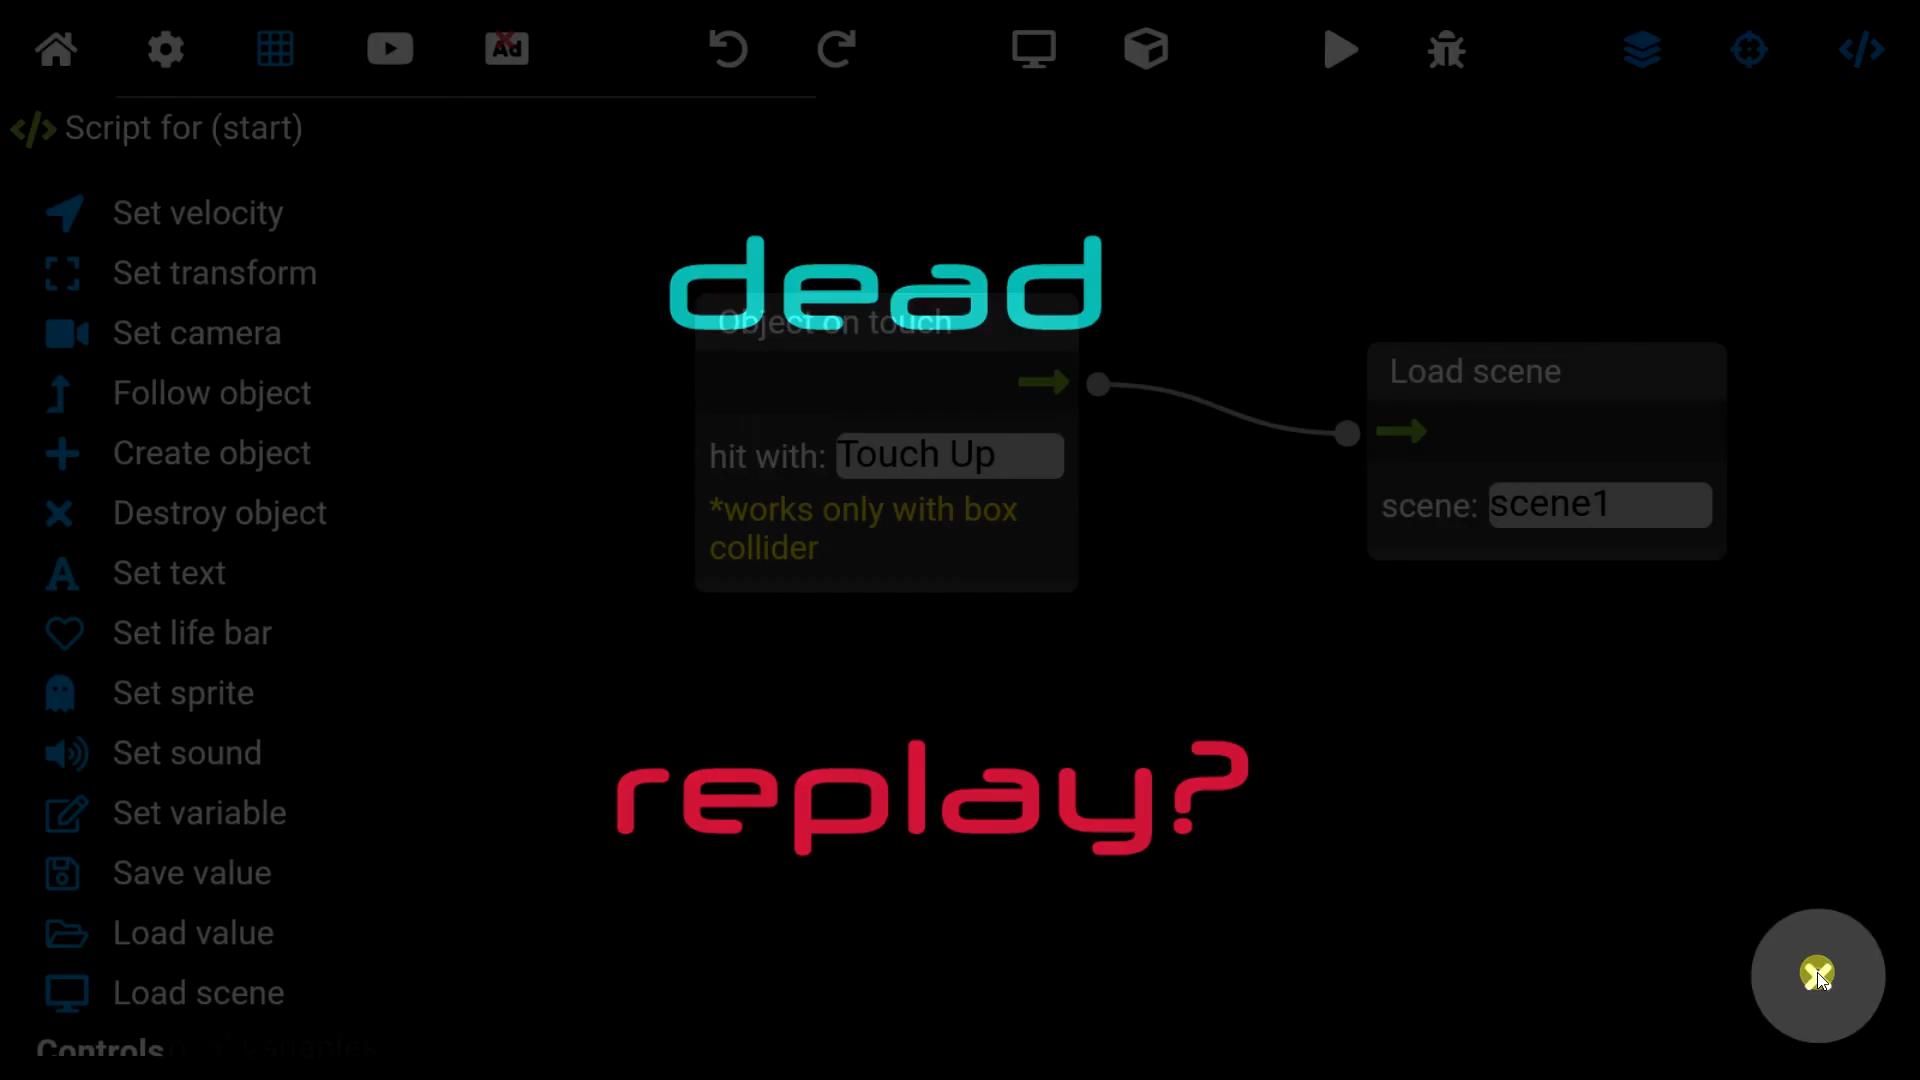 Ad
Script for (start)
Set velocity
Set transform
Set camera
Follow object
Create object
Destroy object
Set text
Set life bar
Set sprite
Set sound
Set variable
Save value
Load value
Load scene
Controls
dead
Object on touch
hit with: Touch Up
*works only with box
collider
Load scene
scene: scene1
replay?